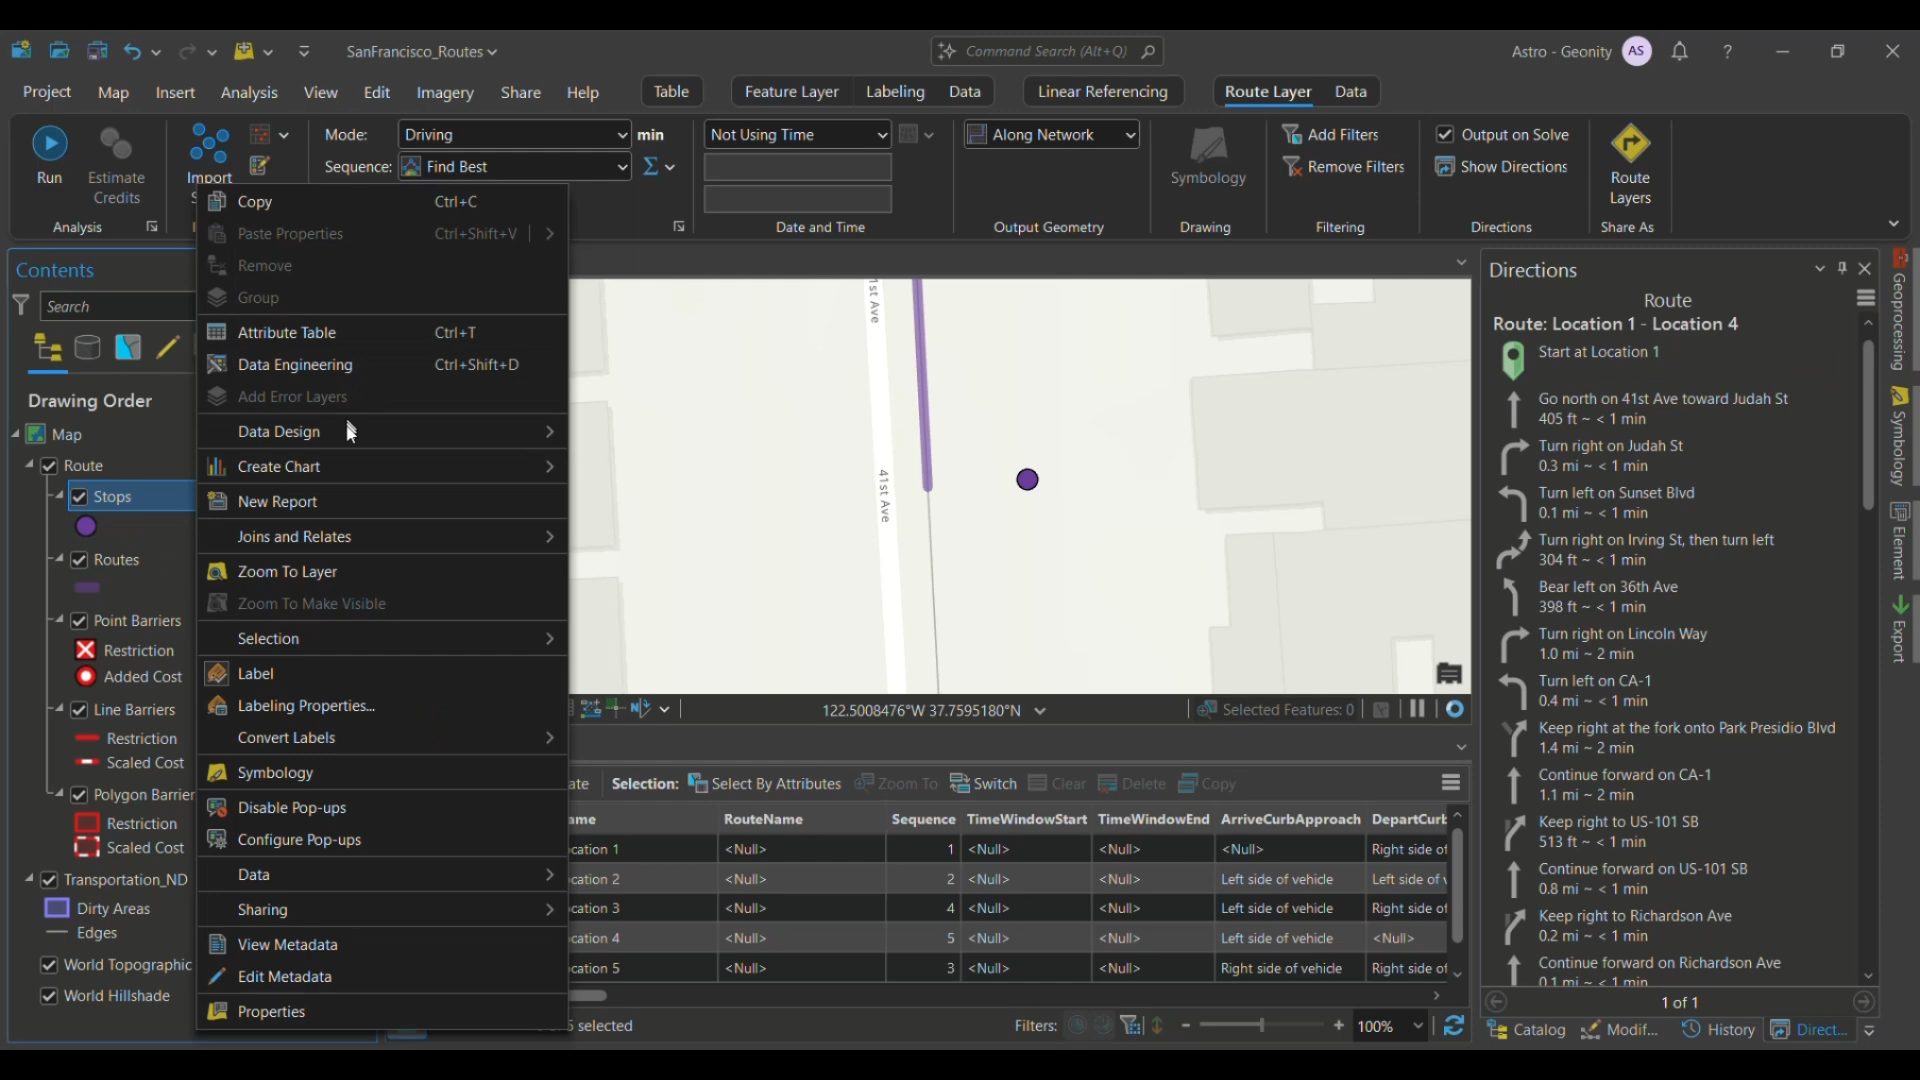 SanFrancisco_Routes
Command Search (Alt+Q)
Astro - Geonity
AS
?
Project
Map
Insert
Analysis
View
Edit
Imagery
Share
Help
Table
Feature Layer
Labeling
Data
Linear Referencing
Route Layer
Data
Run
Estimate
Credits
Analysis
Import
Mode:
Driving
min
Sequence:
Find Best
Not Using Time
Date and Time
Along Network
Output Geometry
Symbology
Drawing
Add Filters
Remove Filters
Filtering
Output on Solve
Show Directions
Directions
Route
Layers
Share As
Contents
Search
Drawing Order
Map
Route
Stops
Routes
Point Barriers
Restriction
Added Cost
Line Barriers
Restriction
Scaled Cost
Polygon Barrier
Restriction
Scaled Cost
Transportation_ND
Dirty Areas
Edges
World Topographic
World Hillshade
Copy Ctrl+C
Paste Properties Ctrl+Shift+V
Remove
Group
Attribute Table Ctrl+T
Data Engineering Ctrl+Shift+D
Add Error Layers
Data Design
Create Chart
New Report
Joins and Relates
Zoom To Layer
Zoom To Make Visible
Selection
Label
Labeling Properties...
Convert Labels
Symbology
Disable Pop-ups
Configure Pop-ups
Data
Sharing
View Metadata
Edit Metadata
Properties
1st Ave
41st Ave
122.5008476°W 37.7595180°N
Selected Features: 0
ate
Selection:
Select By Attributes
Zoom To
Switch
Clear
Delete
Copy
ame RouteName Sequence TimeWindowStart TimeWindowEnd ArriveCurbApproach DepartCurb
cation 1 <Null> 1 <Null> <Null> <Null> Right side of
cation 2 <Null> 2 <Null> <Null> Left side of vehicle Left side of v
cation 3 <Null> 4 <Null> <Null> Left side of vehicle Right side of
cation 4 <Null> 5 <Null> <Null> Left side of vehicle <Null>
cation 5 <Null> 3 <Null> <Null> Right side of vehicle Right side of
5 selected
Filters:
100%
Directions
Route
Route: Location 1 - Location 4
Start at Location 1
Go north on 41st Ave toward Judah St
405 ft ~ < 1 min
Turn right on Judah St
0.3 mi ~ < 1 min
Turn left on Sunset Blvd
0.1 mi ~ < 1 min
Turn right on Irving St, then turn left
304 ft ~ < 1 min
Bear left on 36th Ave
398 ft ~ < 1 min
Turn right on Lincoln Way
1.0 mi ~ 2 min
Turn left on CA-1
0.4 mi ~ < 1 min
Keep right at the fork onto Park Presidio Blvd
1.4 mi ~ 2 min
Continue forward on CA-1
1.1 mi ~ 2 min
Keep right to US-101 SB
513 ft ~ < 1 min
Continue forward on US-101 SB
0.8 mi ~ < 1 min
Keep right to Richardson Ave
0.2 mi ~ < 1 min
Continue forward on Richardson Ave
0.1 mi ~ < 1 min
1 of 1
Catalog
Modif...
History
Direct...
Geoprocessing
Symbology
Element
Export